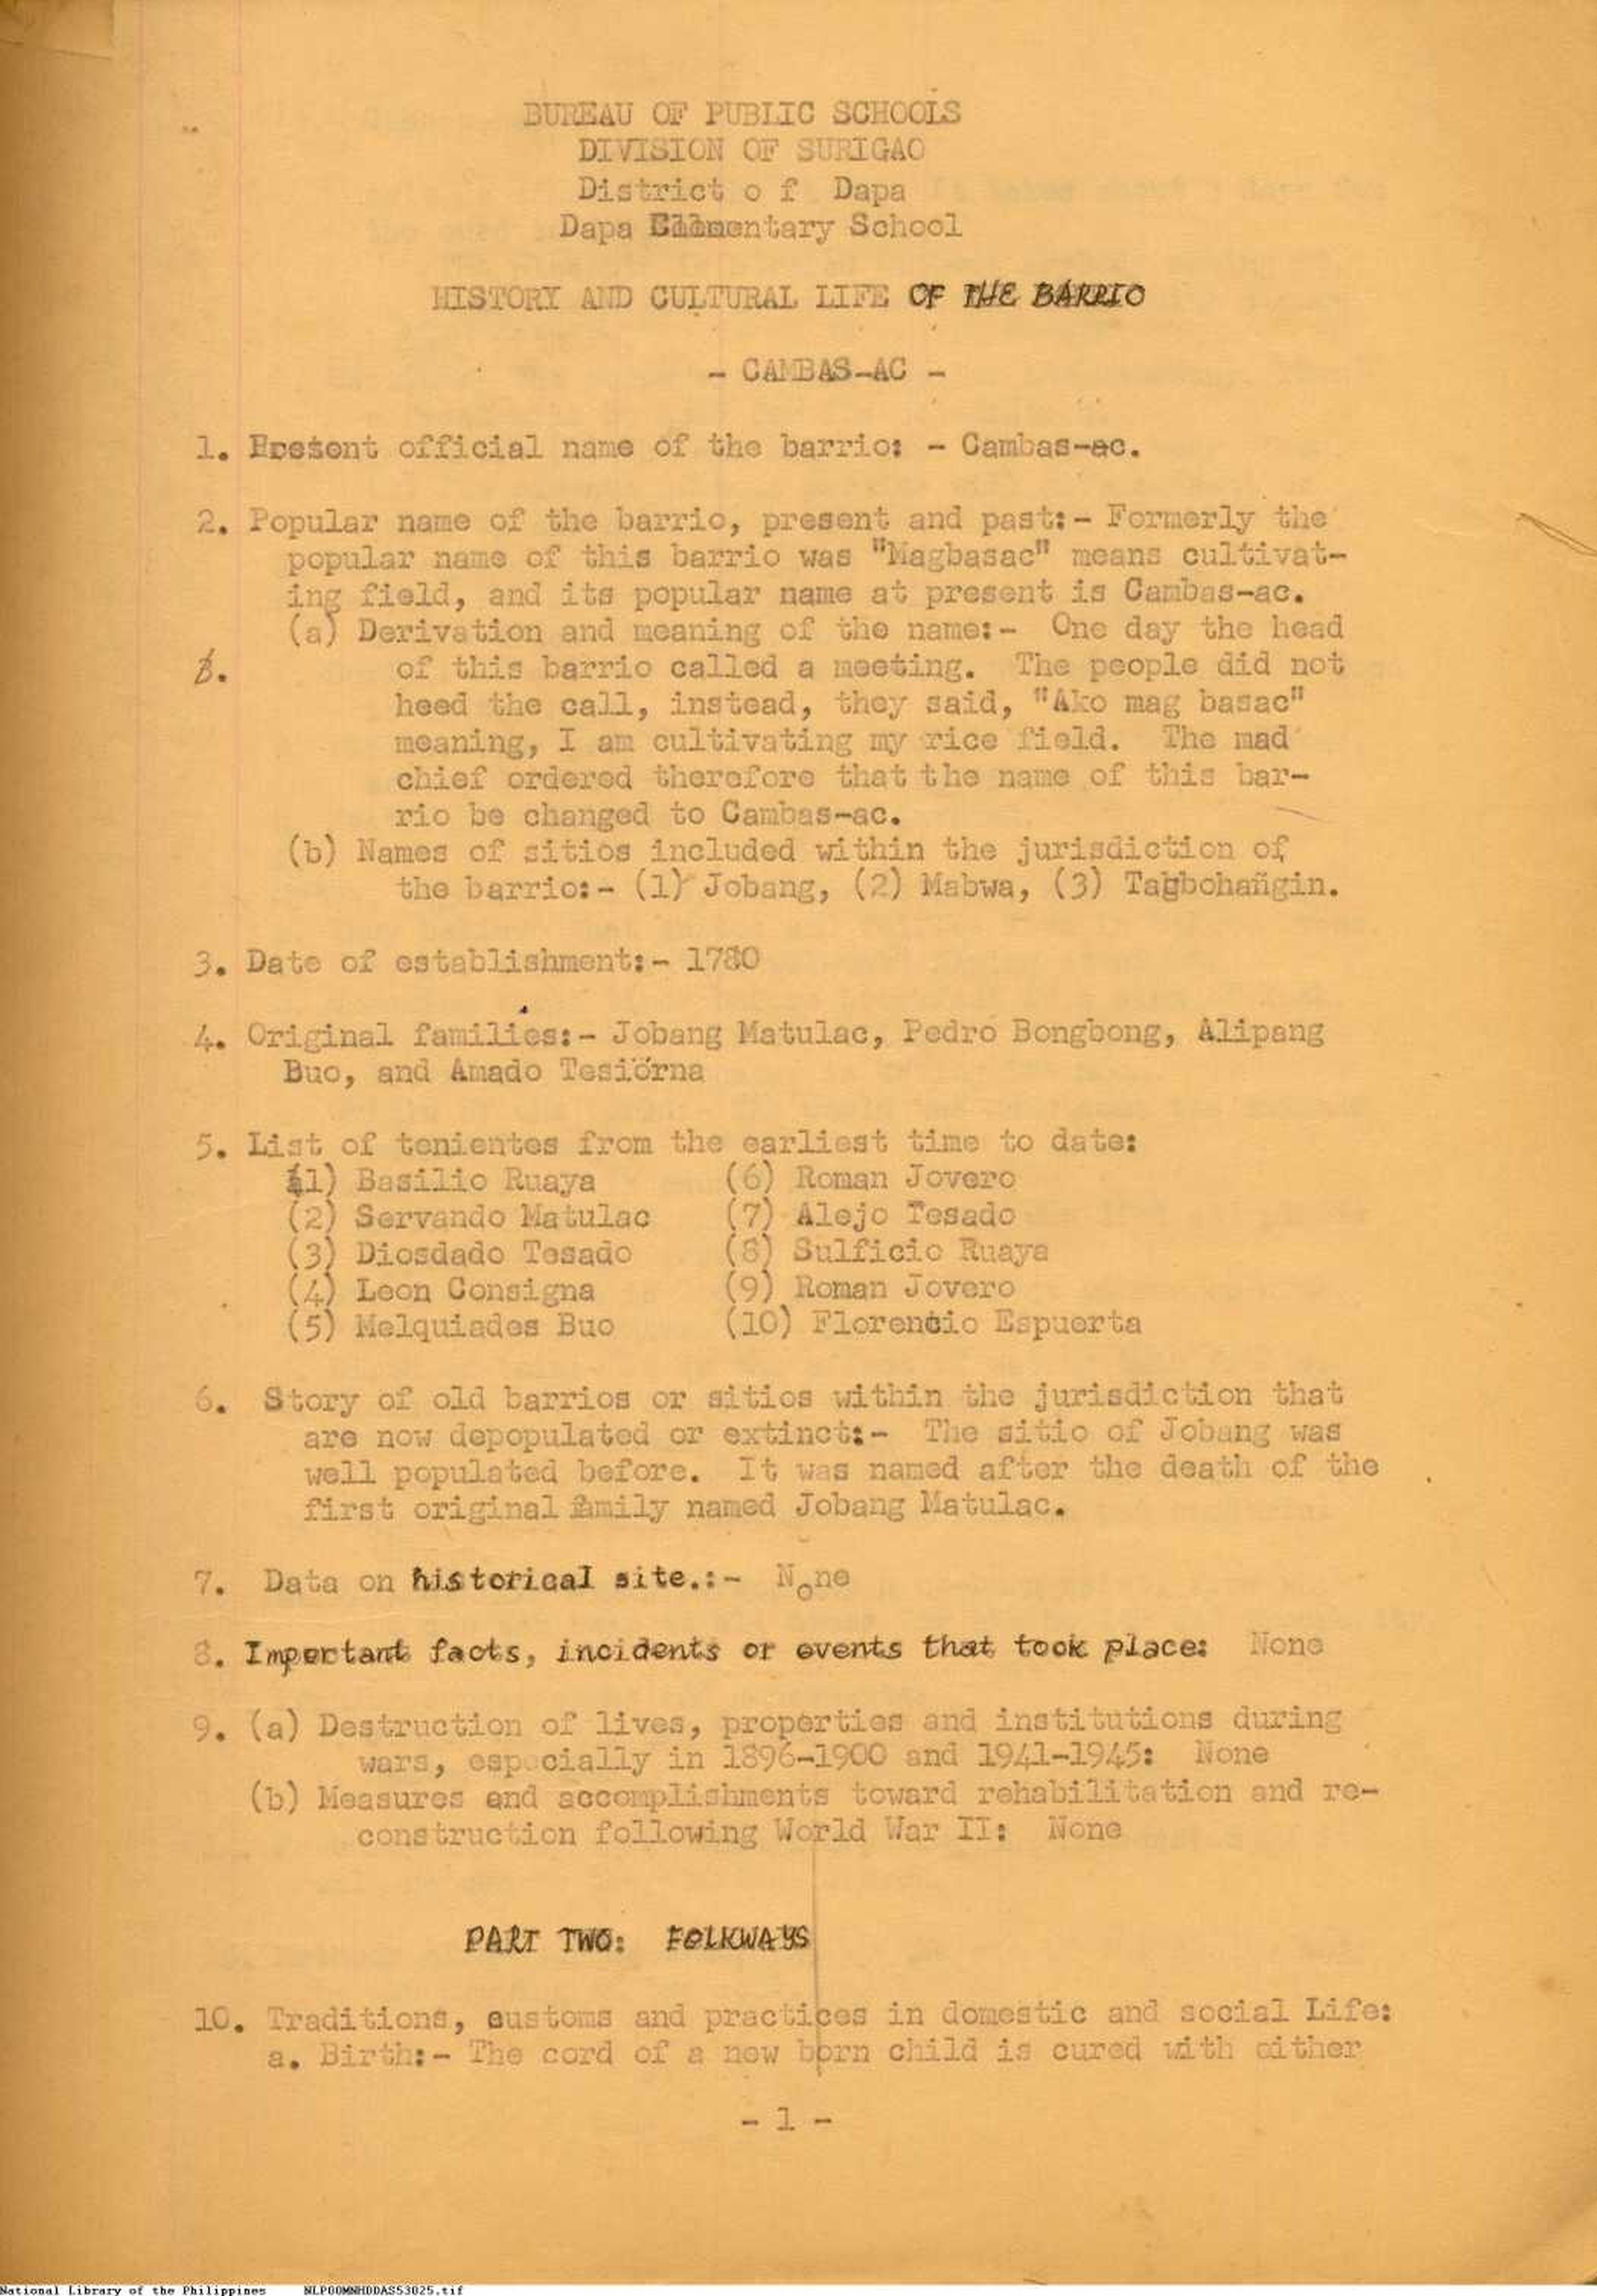 BUREAU OF PUBLIC SCHOOLS
DIVISION OF SURIGAO
District o f Dapa
Dapa Elementary School
HISTORY AND CULTURAL LIFE OF THE BARRIO
- CAMBAS-AC -
1. Present official name of the barrio: - Cambas-ac.
2. Popular name of the barrio, present and past:- Formerly the
popular name of this barrio was "Magbasac" means cultivat-
ing field, and its popular name at present is Cambas-ac.
(a) Derivation and meaning of the name:- One day the head
of this barrio called a meeting. The people did not
heed the call, instead, they said, "Ako mag basac"
meaning, I am cultivating my rice field. The mad
chief ordered therefore that the name of this bar-
rio be changed to Cambas-ac.
(b) Names of sitios included within the jurisdiction of
the barrio:- (1) Jobang, (2) Mabwa, (3) Tagbohañgin.
3. Date of establishment:- 1780
4. Original families:- Jobang Matulac, Pedro Bongbong, Alipang
Buo, and Amado Tesiorna
5. List of tenientes from the earliest time to date:
(1) Basilio Ruaya (6) Roman Jovero
(2) Servando Matulac (7) Alejo Tesado
(3) Diosdado Tesado (8) Sulficio Ruaya
(4) Leon Consigna (9) Roman Jovero
(5) Melquiades Buo (10) Florencio Espuerta
6. Story of old barrios or sitios within the jurisdiction that
are now depopulated or extinct:- The sitio of Jobang was
well populated before. It was named after the death of the
first original family named Jobang Matulac.
7. Data on historical site.:- None
8. Important facts, incidents or events that took place: None
9. (a) Destruction of lives, properties and institutions during
wars, especially in 1896-1900 and 1941-1945: None
(b) Measures and accomplishments toward rehabilitation and re-
construction following World War II: None
PART TWO: FOLKWAYS
10. Traditions, customs and practices in domestic and social Life:
a. Birth:- The cord of a new born child is cured with either
- 1 -
National Library of the Philippines NLP00MNHDDAS53025.tif